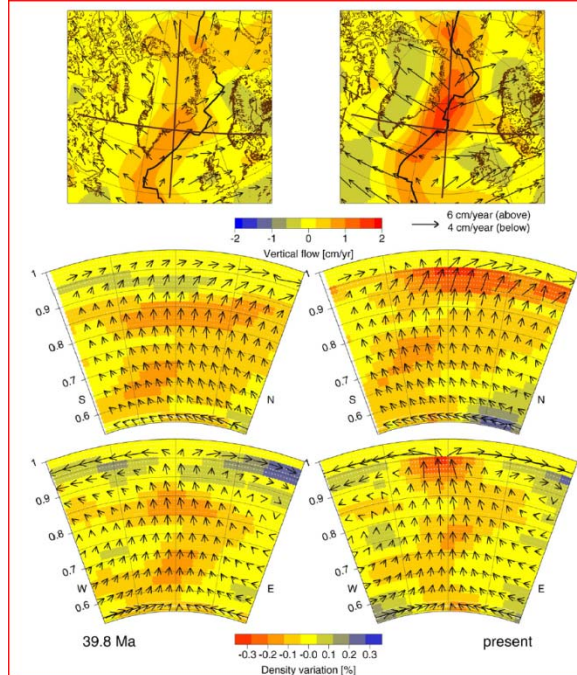 6 cm/year (above)
4 cm/year (below)
-2 -1 0 1 2
Vertical flow [cm/yr]
1
0.9
0.8
0.7
0.6
S
N
1
0.9
0.8
0.7
0.6
S
N
1
0.9
0.8
0.7
0.6
W
E
1
0.9
0.8
0.7
0.6
W
E
39.8 Ma
present
-0.3 -0.2 -0.1 -0.0 0.1 0.2 0.3
Density variation [%]